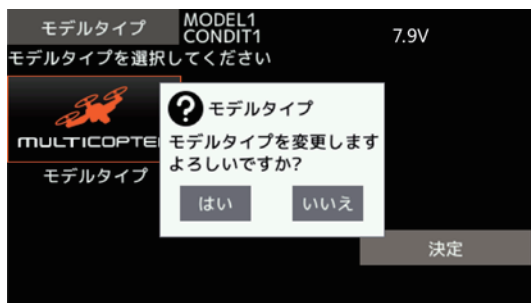 モデルタイプ
MODEL1
CONDIT1
7.9V
モデルタイプを選択してください
MULTICOPTE
モデルタイプ
? モデルタイプ
モデルタイプを変更します
よろしいですか?
はい
いいえ
決定